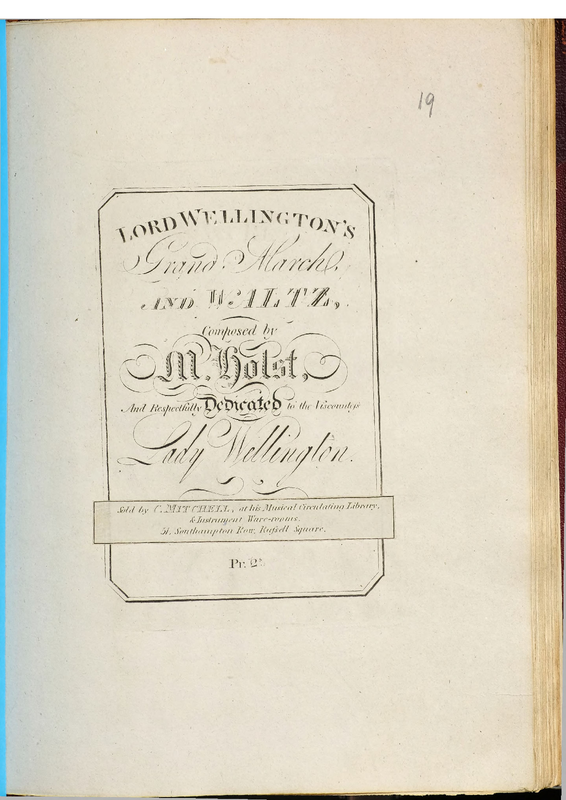 19
LORD WELLINGTON'S
Grand March,
AND WALTZ,
Composed by
M. Holst,
And Respectfully Dedicated to the Viscountess
Lady Wellington.
Sold by C. MITCHELL, at his Musical Circulating Library,
& Instrument Ware-rooms.
51, Southampton Row, Russell Square.
Pr. 2s.